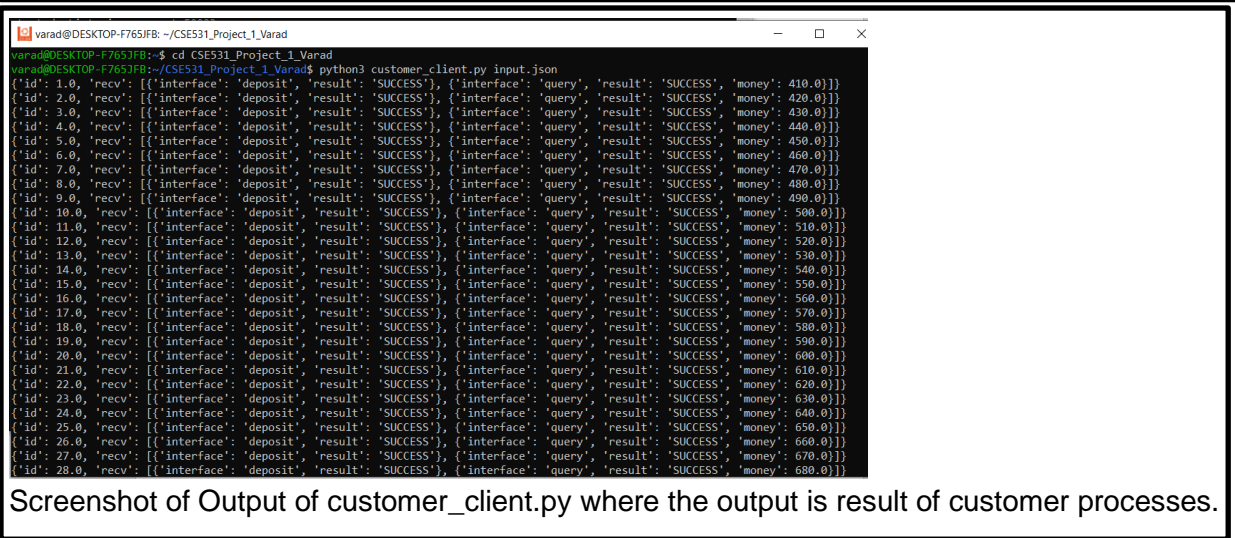 varad@DESKTOP-F765JFB: ~/CSE531_Project_1_Varad
varad@DESKTOP-F765JFB:~$ cd CSE531_Project_1_Varad
varad@DESKTOP-F765JFB:~/CSE531_Project_1_Varad$ python3 customer_client.py input.json
{'id': 1.0, 'recv': [{'interface': 'deposit', 'result': 'SUCCESS'}, {'interface': 'query', 'result': 'SUCCESS', 'money': 410.0}]}
{'id': 2.0, 'recv': [{'interface': 'deposit', 'result': 'SUCCESS'}, {'interface': 'query', 'result': 'SUCCESS', 'money': 420.0}]}
{'id': 3.0, 'recv': [{'interface': 'deposit', 'result': 'SUCCESS'}, {'interface': 'query', 'result': 'SUCCESS', 'money': 430.0}]}
{'id': 4.0, 'recv': [{'interface': 'deposit', 'result': 'SUCCESS'}, {'interface': 'query', 'result': 'SUCCESS', 'money': 440.0}]}
{'id': 5.0, 'recv': [{'interface': 'deposit', 'result': 'SUCCESS'}, {'interface': 'query', 'result': 'SUCCESS', 'money': 450.0}]}
{'id': 6.0, 'recv': [{'interface': 'deposit', 'result': 'SUCCESS'}, {'interface': 'query', 'result': 'SUCCESS', 'money': 460.0}]}
{'id': 7.0, 'recv': [{'interface': 'deposit', 'result': 'SUCCESS'}, {'interface': 'query', 'result': 'SUCCESS', 'money': 470.0}]}
{'id': 8.0, 'recv': [{'interface': 'deposit', 'result': 'SUCCESS'}, {'interface': 'query', 'result': 'SUCCESS', 'money': 480.0}]}
{'id': 9.0, 'recv': [{'interface': 'deposit', 'result': 'SUCCESS'}, {'interface': 'query', 'result': 'SUCCESS', 'money': 490.0}]}
{'id': 10.0, 'recv': [{'interface': 'deposit', 'result': 'SUCCESS'}, {'interface': 'query', 'result': 'SUCCESS', 'money': 500.0}]}
{'id': 11.0, 'recv': [{'interface': 'deposit', 'result': 'SUCCESS'}, {'interface': 'query', 'result': 'SUCCESS', 'money': 510.0}]}
{'id': 12.0, 'recv': [{'interface': 'deposit', 'result': 'SUCCESS'}, {'interface': 'query', 'result': 'SUCCESS', 'money': 520.0}]}
{'id': 13.0, 'recv': [{'interface': 'deposit', 'result': 'SUCCESS'}, {'interface': 'query', 'result': 'SUCCESS', 'money': 530.0}]}
{'id': 14.0, 'recv': [{'interface': 'deposit', 'result': 'SUCCESS'}, {'interface': 'query', 'result': 'SUCCESS', 'money': 540.0}]}
{'id': 15.0, 'recv': [{'interface': 'deposit', 'result': 'SUCCESS'}, {'interface': 'query', 'result': 'SUCCESS', 'money': 550.0}]}
{'id': 16.0, 'recv': [{'interface': 'deposit', 'result': 'SUCCESS'}, {'interface': 'query', 'result': 'SUCCESS', 'money': 560.0}]}
{'id': 17.0, 'recv': [{'interface': 'deposit', 'result': 'SUCCESS'}, {'interface': 'query', 'result': 'SUCCESS', 'money': 570.0}]}
{'id': 18.0, 'recv': [{'interface': 'deposit', 'result': 'SUCCESS'}, {'interface': 'query', 'result': 'SUCCESS', 'money': 580.0}]}
{'id': 19.0, 'recv': [{'interface': 'deposit', 'result': 'SUCCESS'}, {'interface': 'query', 'result': 'SUCCESS', 'money': 590.0}]}
{'id': 20.0, 'recv': [{'interface': 'deposit', 'result': 'SUCCESS'}, {'interface': 'query', 'result': 'SUCCESS', 'money': 600.0}]}
{'id': 21.0, 'recv': [{'interface': 'deposit', 'result': 'SUCCESS'}, {'interface': 'query', 'result': 'SUCCESS', 'money': 610.0}]}
{'id': 22.0, 'recv': [{'interface': 'deposit', 'result': 'SUCCESS'}, {'interface': 'query', 'result': 'SUCCESS', 'money': 620.0}]}
{'id': 23.0, 'recv': [{'interface': 'deposit', 'result': 'SUCCESS'}, {'interface': 'query', 'result': 'SUCCESS', 'money': 630.0}]}
{'id': 24.0, 'recv': [{'interface': 'deposit', 'result': 'SUCCESS'}, {'interface': 'query', 'result': 'SUCCESS', 'money': 640.0}]}
{'id': 25.0, 'recv': [{'interface': 'deposit', 'result': 'SUCCESS'}, {'interface': 'query', 'result': 'SUCCESS', 'money': 650.0}]}
{'id': 26.0, 'recv': [{'interface': 'deposit', 'result': 'SUCCESS'}, {'interface': 'query', 'result': 'SUCCESS', 'money': 660.0}]}
{'id': 27.0, 'recv': [{'interface': 'deposit', 'result': 'SUCCESS'}, {'interface': 'query', 'result': 'SUCCESS', 'money': 670.0}]}
{'id': 28.0, 'recv': [{'interface': 'deposit', 'result': 'SUCCESS'}, {'interface': 'query', 'result': 'SUCCESS', 'money': 680.0}]}
Screenshot of Output of customer_client.py where the output is result of customer processes.